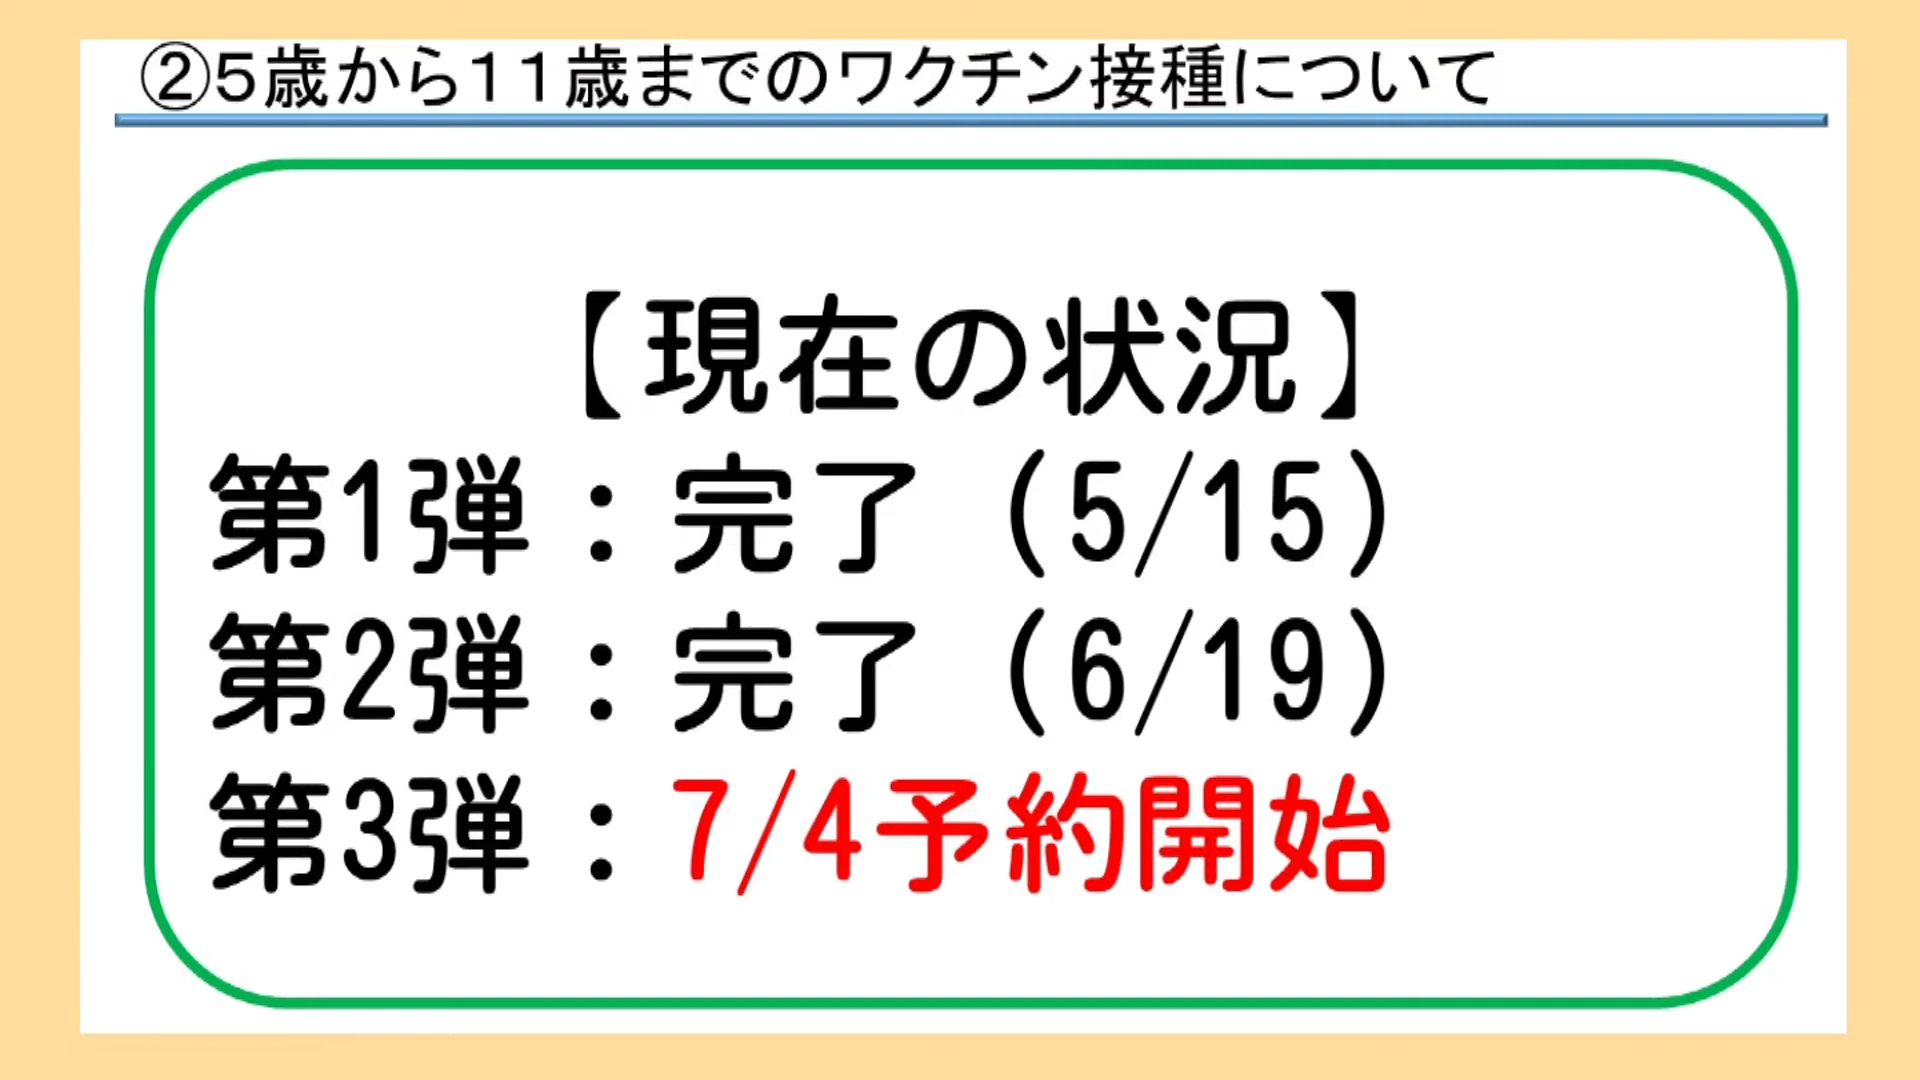 ②５歳から１１歳までのワクチン接種について
【現在の状況】
第1弾：完了（5/15）
第2弾：完了（6/19）
第3弾：7/4予約開始